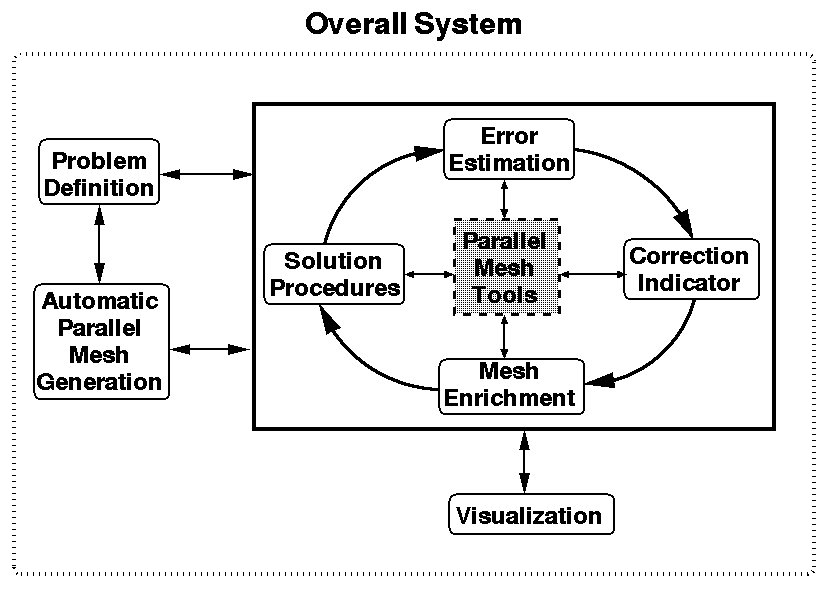 Overall System
Problem
Definition
Automatic
Parallel
Mesh
Generation
Error
Estimation
Solution
Procedures
Parallel
Mesh
Tools
Correction
Indicator
Mesh
Enrichment
Visualization